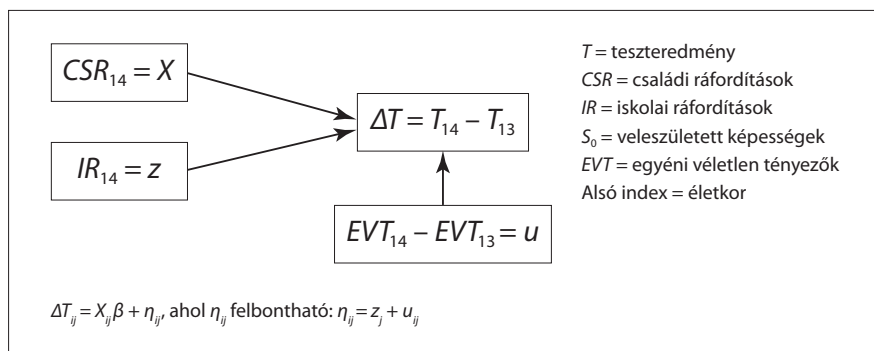 CSR₁₄ = X
IR₁₄ = z
ΔT = T₁₄ – T₁₃
EVT₁₄ – EVT₁₃ = u
T = teszteredmény
CSR = családi ráfordítások
IR = iskolai ráfordítások
S₀ = veleszületett képességek
EVT = egyéni véletlen tényezők
Alsó index = életkor
ΔTᵢⱼ = Xᵢⱼβ + ηᵢⱼ, ahol ηᵢⱼ felbontható: ηᵢⱼ = zⱼ + uᵢⱼ